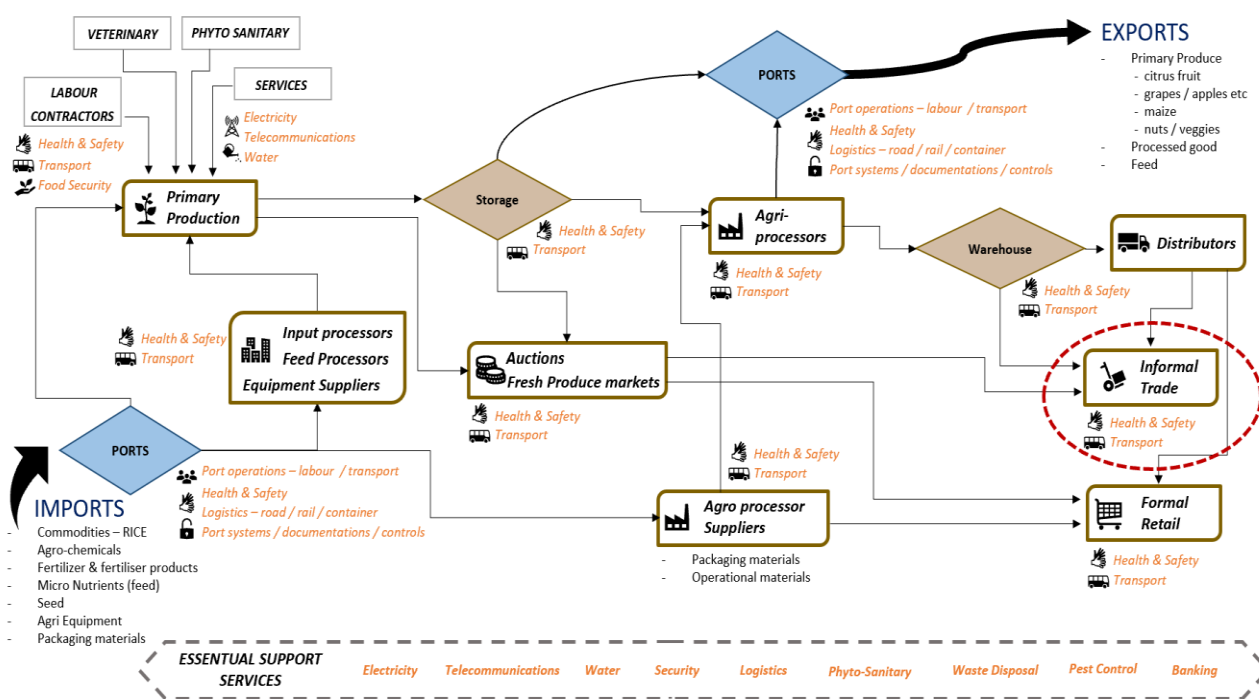 VETERINARY
PHYTO SANITARY
LABOUR
CONTRACTORS
SERVICES
Health & Safety
Transport
Food Security
Electricity
Telecommunications
Water
Primary
Production
Storage
Health & Safety
Transport
PORTS
Port operations – labour / transport
Health & Safety
Logistics – road / rail / container
Port systems / documentations / controls
EXPORTS
- Primary Produce
- citrus fruit
- grapes / apples etc
- maize
- nuts / veggies
- Processed good
- Feed
Agri-
processors
Health & Safety
Transport
Warehouse
Health & Safety
Transport
Distributors
Input processors
Feed Processors
Equipment Suppliers
Health & Safety
Transport
Auctions
Fresh Produce markets
Health & Safety
Transport
Informal
Trade
Health & Safety
Transport
PORTS
Port operations – labour / transport
Health & Safety
Logistics – road / rail / container
Port systems / documentations / controls
IMPORTS
- Commodities – RICE
- Agro-chemicals
- Fertilizer & fertiliser products
- Micro Nutrients (feed)
- Seed
- Agri Equipment
- Packaging materials
Health & Safety
Transport
Agro processor
Suppliers
- Packaging materials
- Operational materials
Formal
Retail
Health & Safety
Transport
ESSENTUAL SUPPORT
SERVICES
Electricity Telecommunications Water Security Logistics Phyto-Sanitary Waste Disposal Pest Control Banking